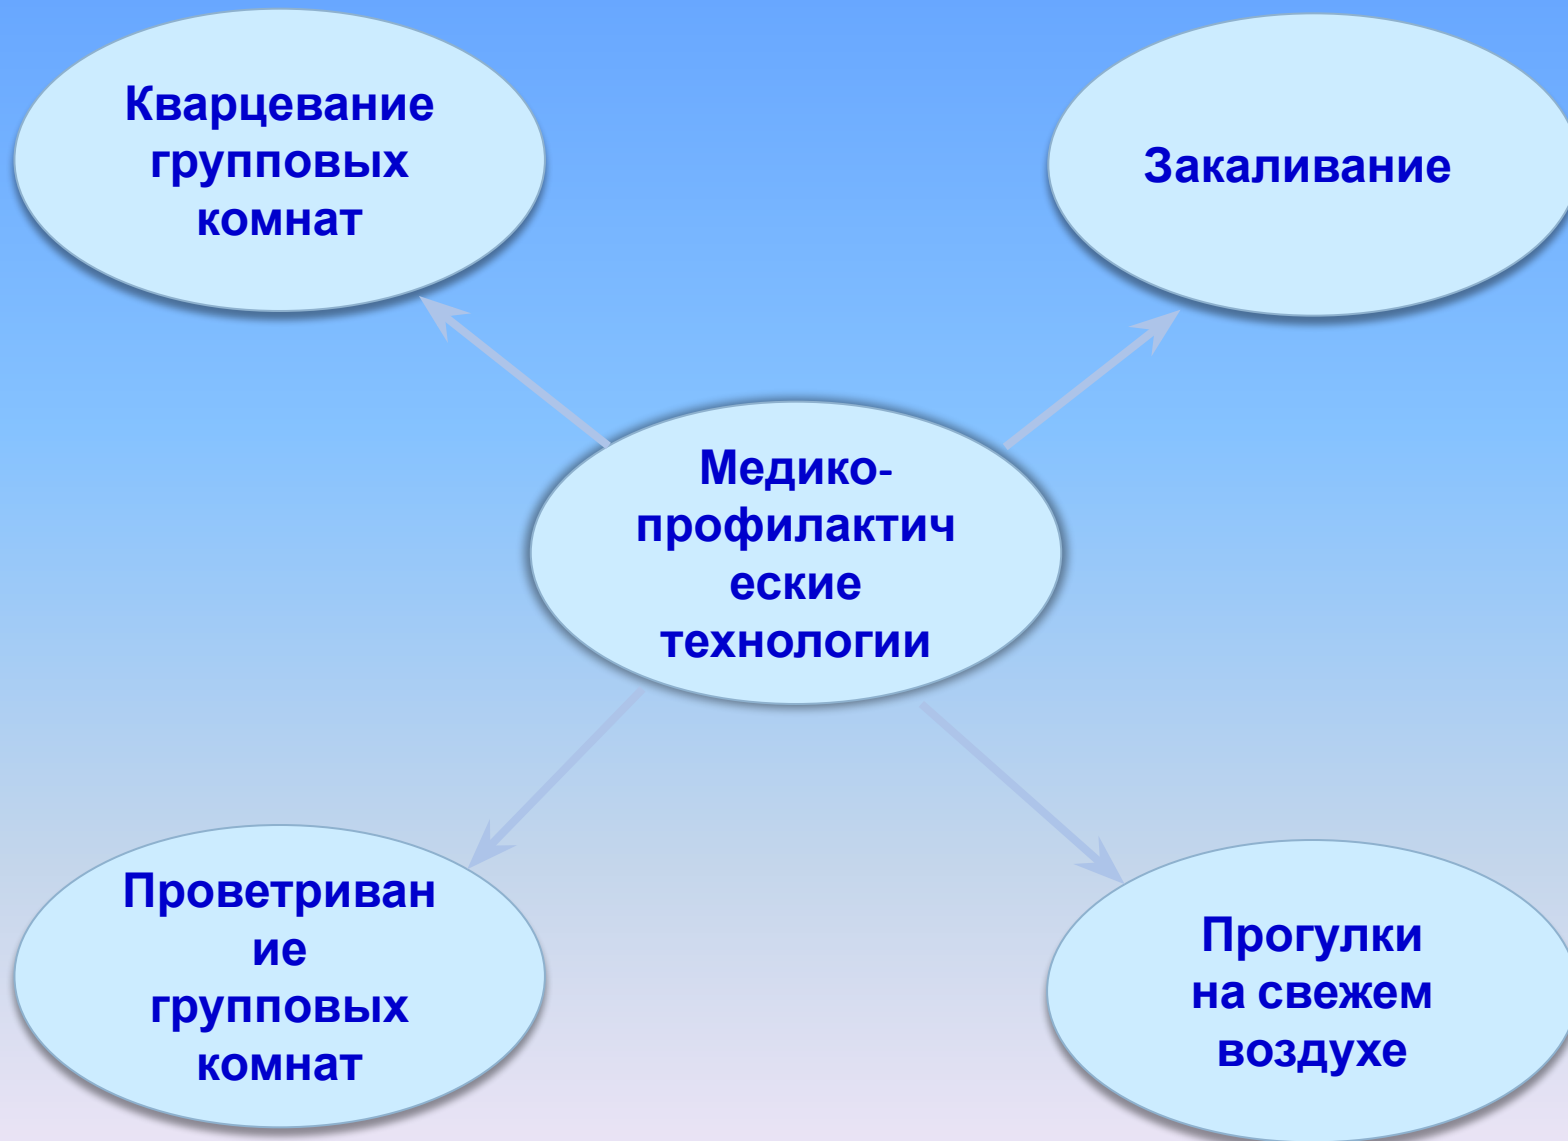 Кварцевание
групповых
комнат
Закаливание
Медико-
профилактич
еские
технологии
Проветриван
ие
групповых
комнат
Прогулки
на свежем
воздухе